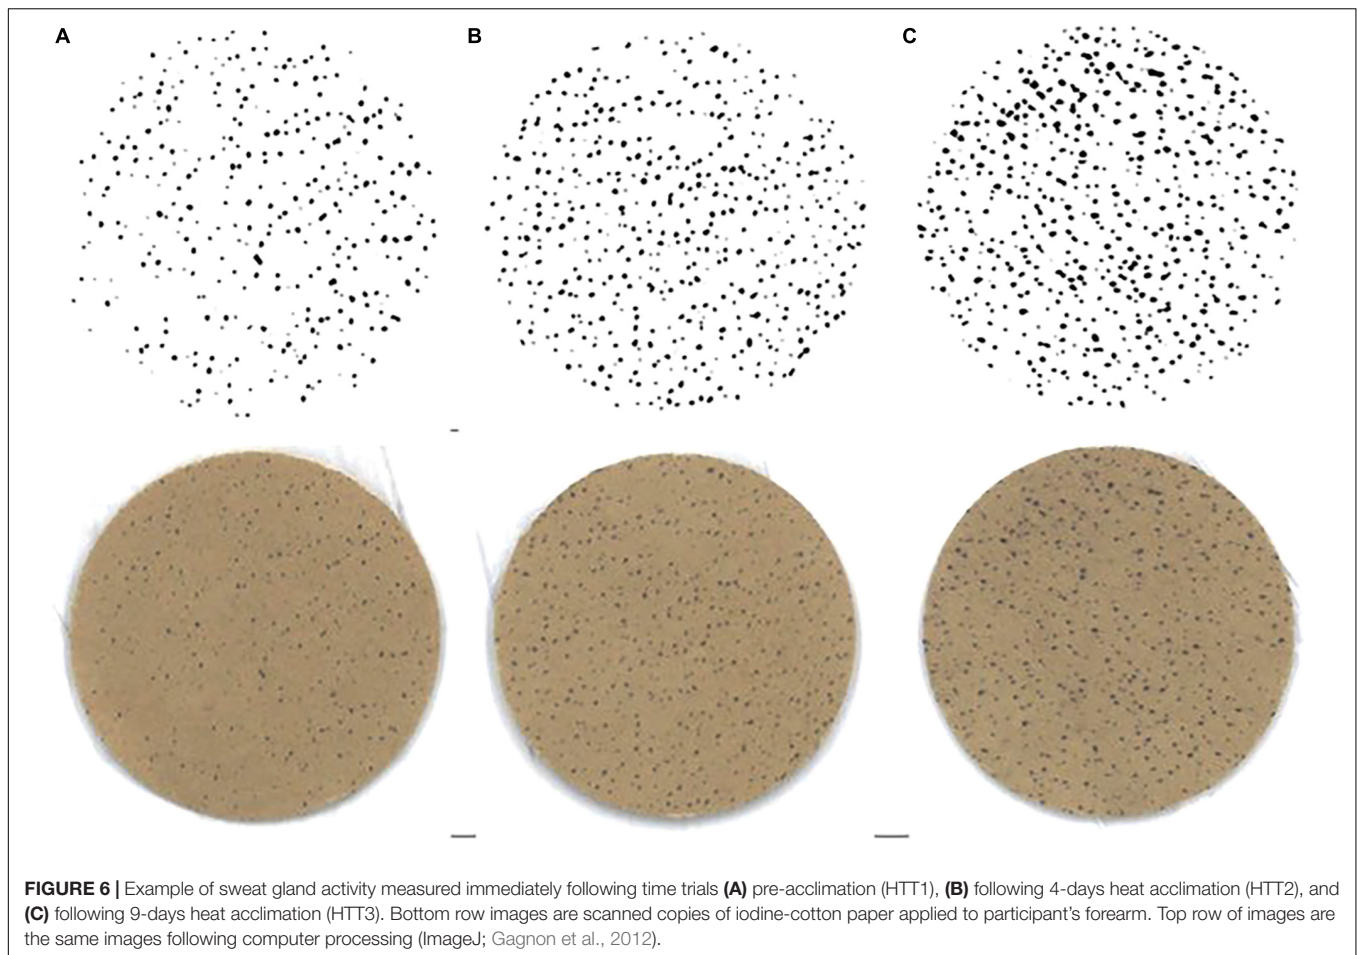 A
B
C
FIGURE 6 | Example of sweat gland activity measured immediately following time trials (A) pre-acclimation (HTT1), (B) following 4-days heat acclimation (HTT2), and
(C) following 9-days heat acclimation (HTT3). Bottom row images are scanned copies of iodine-cotton paper applied to participant’s forearm. Top row of images are
the same images following computer processing (ImageJ; Gagnon et al., 2012).